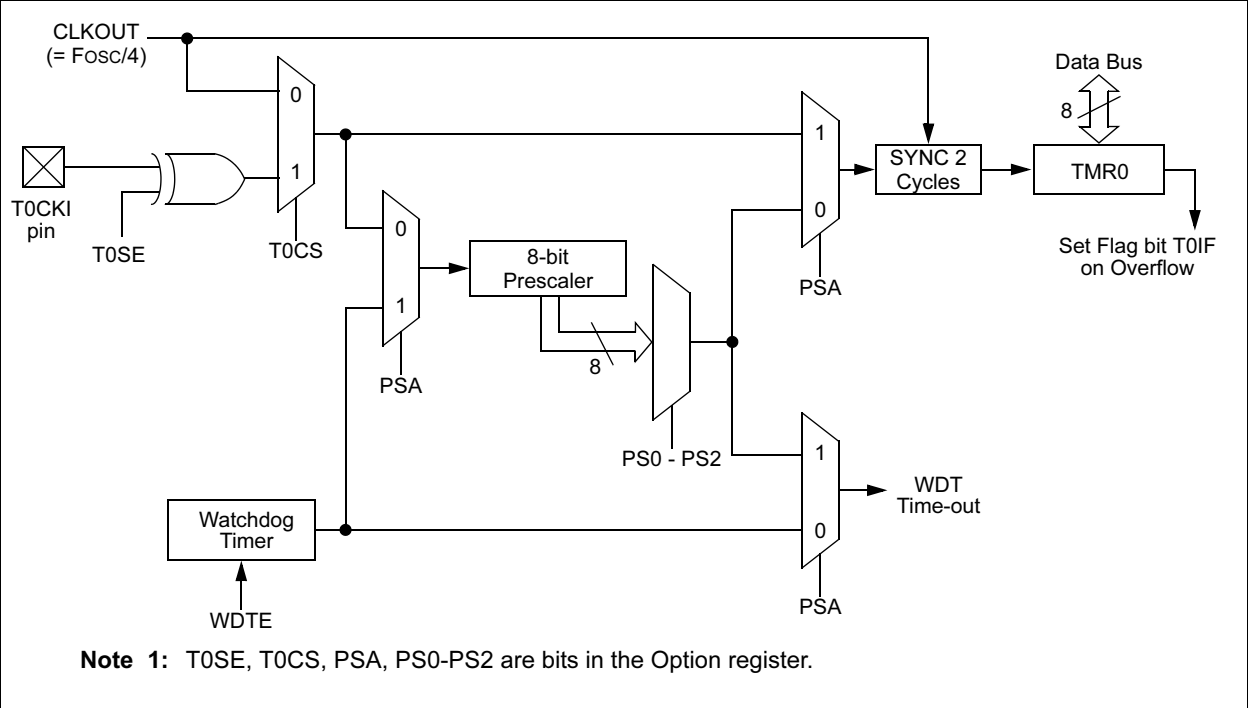 CLKOUT
(= FOSC/4)
Data Bus
8
0
1
1
0
SYNC 2
Cycles
TMR0
T0CKI
pin
T0SE
T0CS
0
1
8-bit
Prescaler
Set Flag bit T0IF
on Overflow
PSA
8
PSA
PS0 - PS2
1
0
WDT
Time-out
Watchdog
Timer
WDTE
PSA
Note 1: T0SE, T0CS, PSA, PS0-PS2 are bits in the Option register.